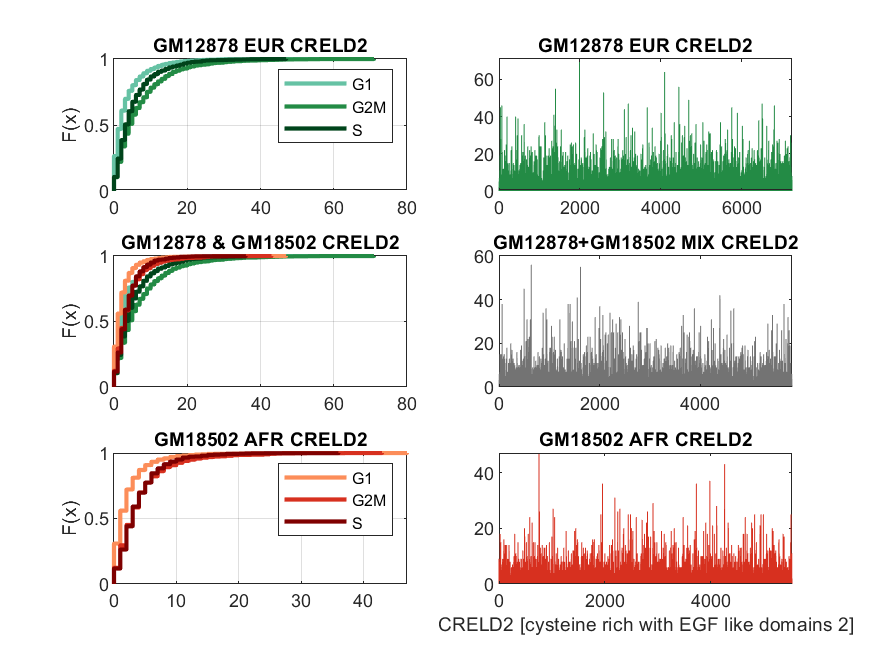 GM12878 EUR CRELD2
F(x)
1
0.5
0
0 20 40 60 80
G1
G2M
S
GM12878 EUR CRELD2
60
40
20
0
0 2000 4000 6000
GM12878 & GM18502 CRELD2
F(x)
1
0.5
0
0 20 40 60 80
GM12878+GM18502 MIX CRELD2
60
40
20
0
0 2000 4000
GM18502 AFR CRELD2
F(x)
1
0.5
0
0 10 20 30 40
G1
G2M
S
GM18502 AFR CRELD2
40
20
0
0 2000 4000
CRELD2 [cysteine rich with EGF like domains 2]